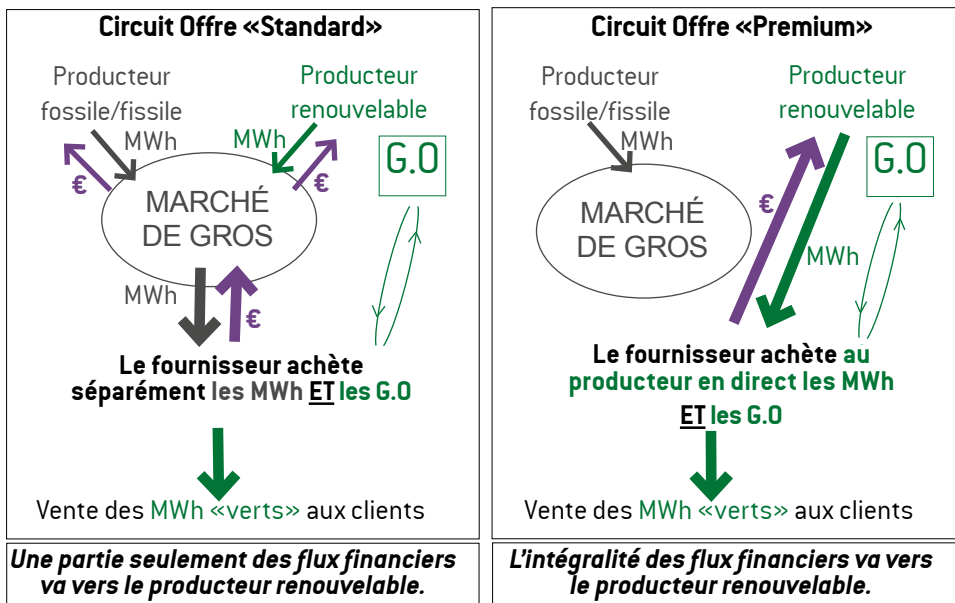 Circuit Offre «Standard»
Producteur
fossile/fissile
Producteur
renouvelable
MWh
MWh
G.O
€
€
MARCHÉ
DE GROS
MWh
€
Le fournisseur achète
séparément les MWh ET les G.O
Vente des MWh «verts» aux clients
Une partie seulement des flux financiers
va vers le producteur renouvelable.
Circuit Offre «Premium»
Producteur
fossile/fissile
Producteur
renouvelable
MWh
G.O
€
MARCHÉ
DE GROS
MWh
Le fournisseur achète au
producteur en direct les MWh
ET les G.O
Vente des MWh «verts» aux clients
L'intégralité des flux financiers va vers
le producteur renouvelable.